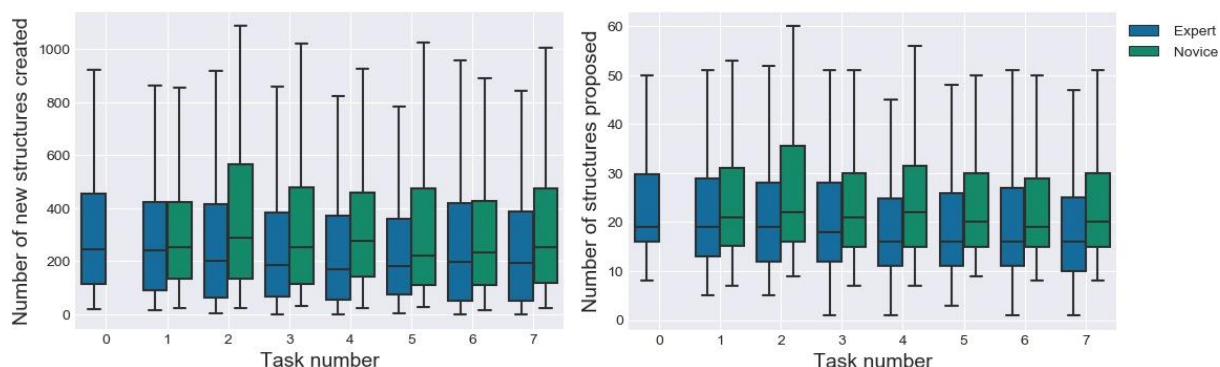 Number of new structures created
1000
800
600
400
200
0
0 1 2 3 4 5 6 7
Task number
Number of structures proposed
60
50
40
30
20
10
0
0 1 2 3 4 5 6 7
Task number
Expert
Novice